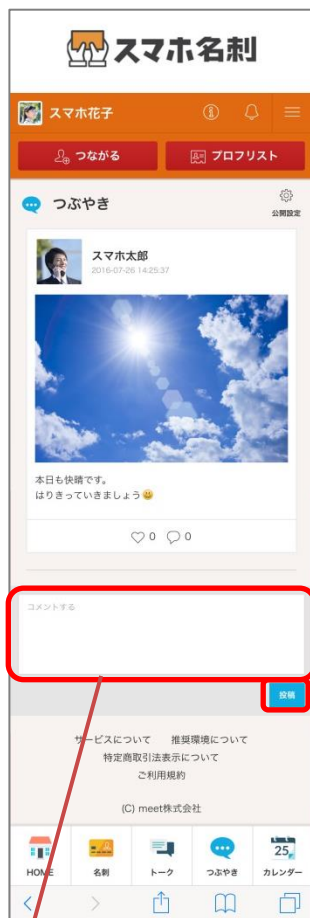 スマホ名刺
スマホ花子
つながる
プロフリスト
つぶやき
公開設定
スマホ太郎
2016-07-26 14:25:37
本日も快晴です。
はりきっていきましょう😀
0 0
コメントする
投稿
サービスについて 推奨環境について
特定商取引法表示について
ご利用規約
(C) meet株式会社
25
HOME 名刺 トーク つぶやき カレンダー